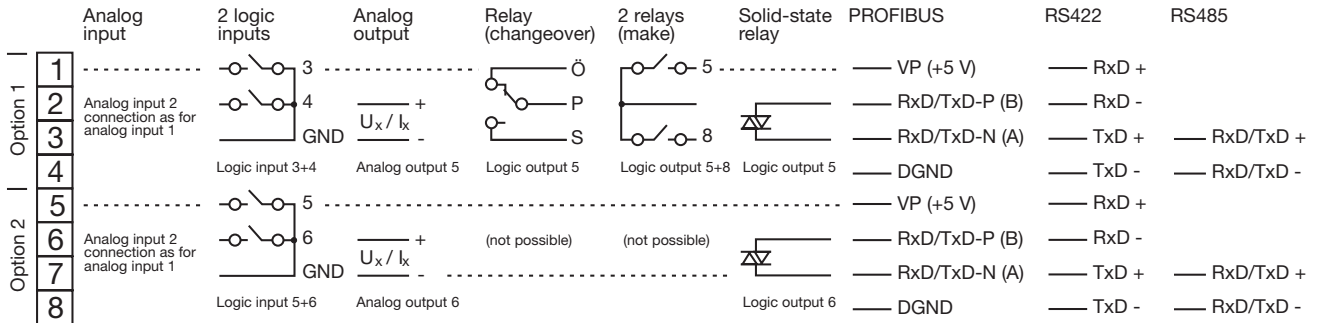 Analog input
2 logic inputs
Analog output
Relay (changeover)
2 relays (make)
Solid-state relay
PROFIBUS
RS422
RS485
Option 1
1
3
Ö
5
VP (+5 V)
RxD +
2
Analog input 2
connection as for
analog input 1
4
+
Ux / Ix
P
RxD/TxD-P (B)
RxD -
3
GND
-
S
8
RxD/TxD-N (A)
TxD +
RxD/TxD +
4
Logic input 3+4
Analog output 5
Logic output 5
Logic output 5+8
Logic output 5
DGND
TxD -
RxD/TxD -
Option 2
5
5
VP (+5 V)
RxD +
6
Analog input 2
connection as for
analog input 1
6
+
Ux / Ix
(not possible)
(not possible)
RxD/TxD-P (B)
RxD -
7
GND
-
RxD/TxD-N (A)
TxD +
RxD/TxD +
8
Logic input 5+6
Analog output 6
Logic output 6
DGND
TxD -
RxD/TxD -